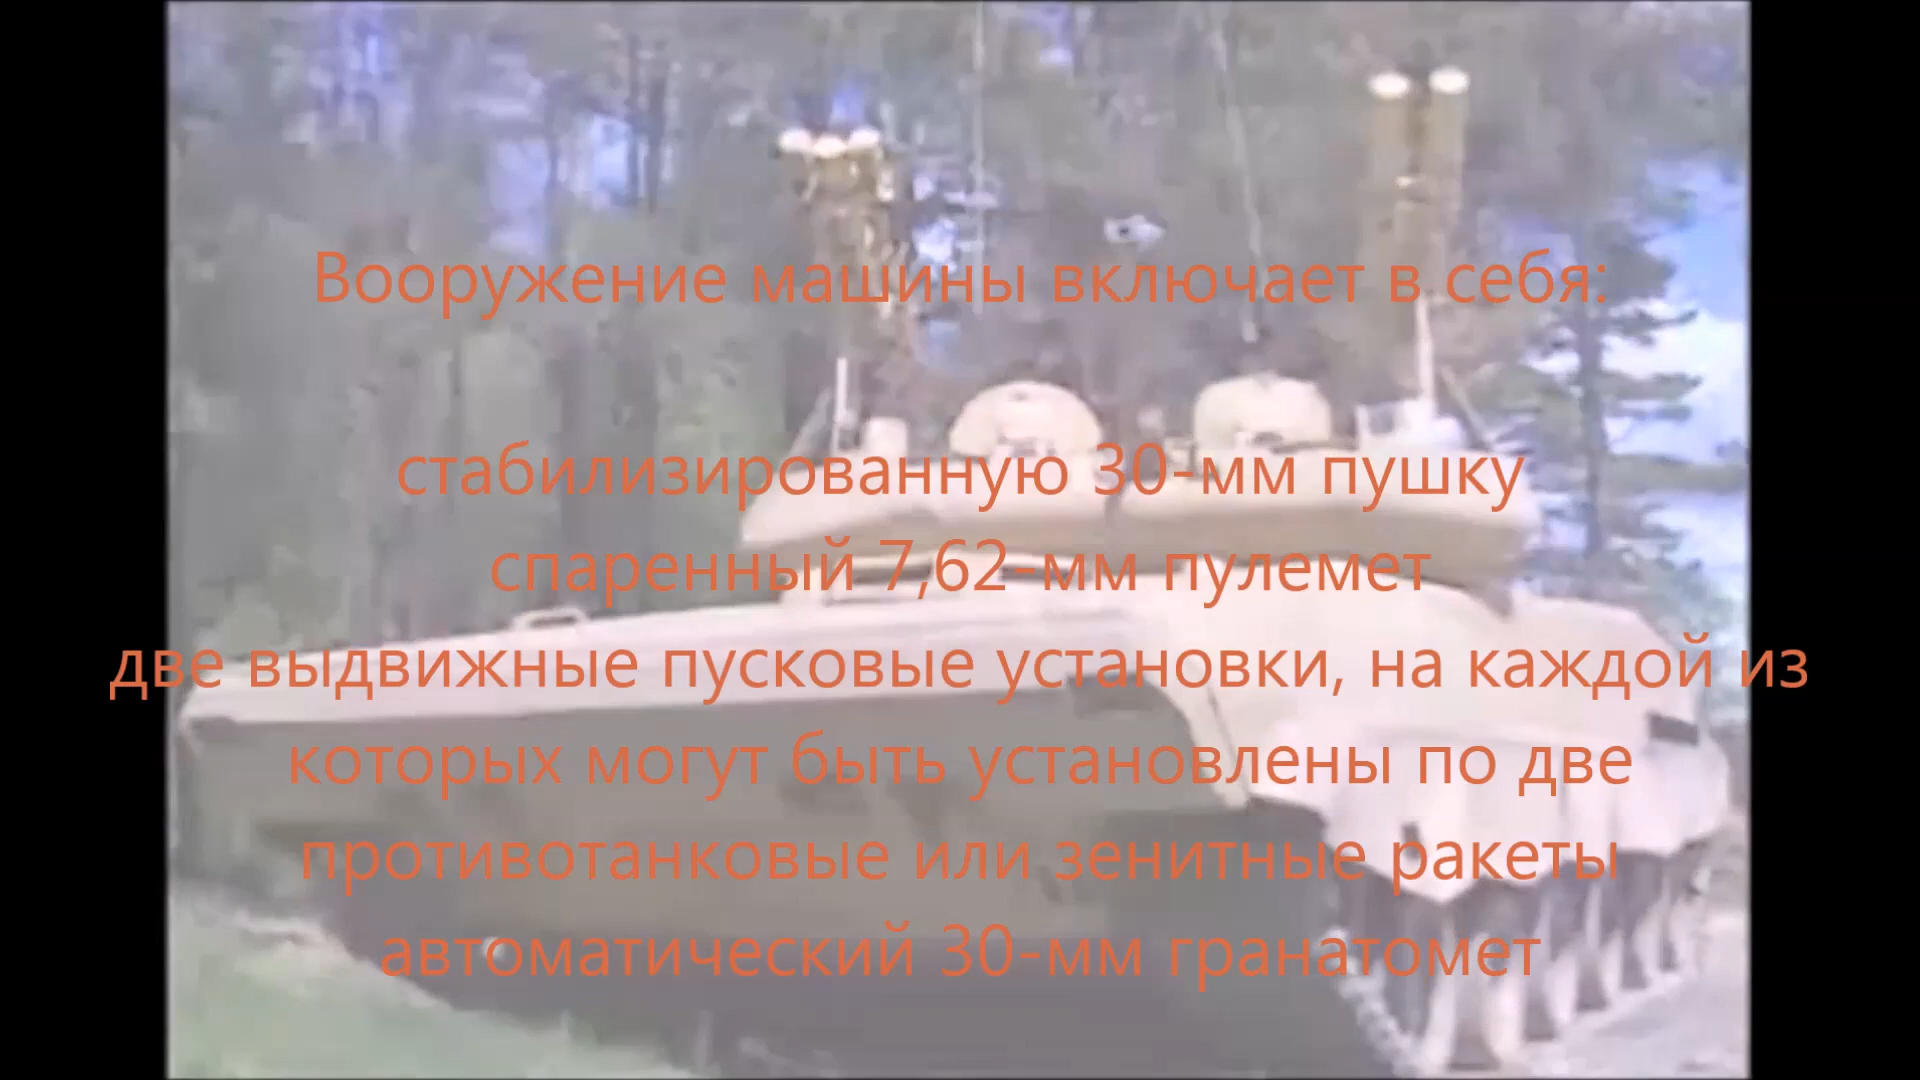 Вооружение машины включает в себя:
стабилизированную 30-мм пушку
спаренный 7,62-мм пулемет
две выдвижные пусковые установки, на каждой из
которых могут быть установлены по две
противотанковые или зенитные ракеты
автоматический 30-мм гранатомет